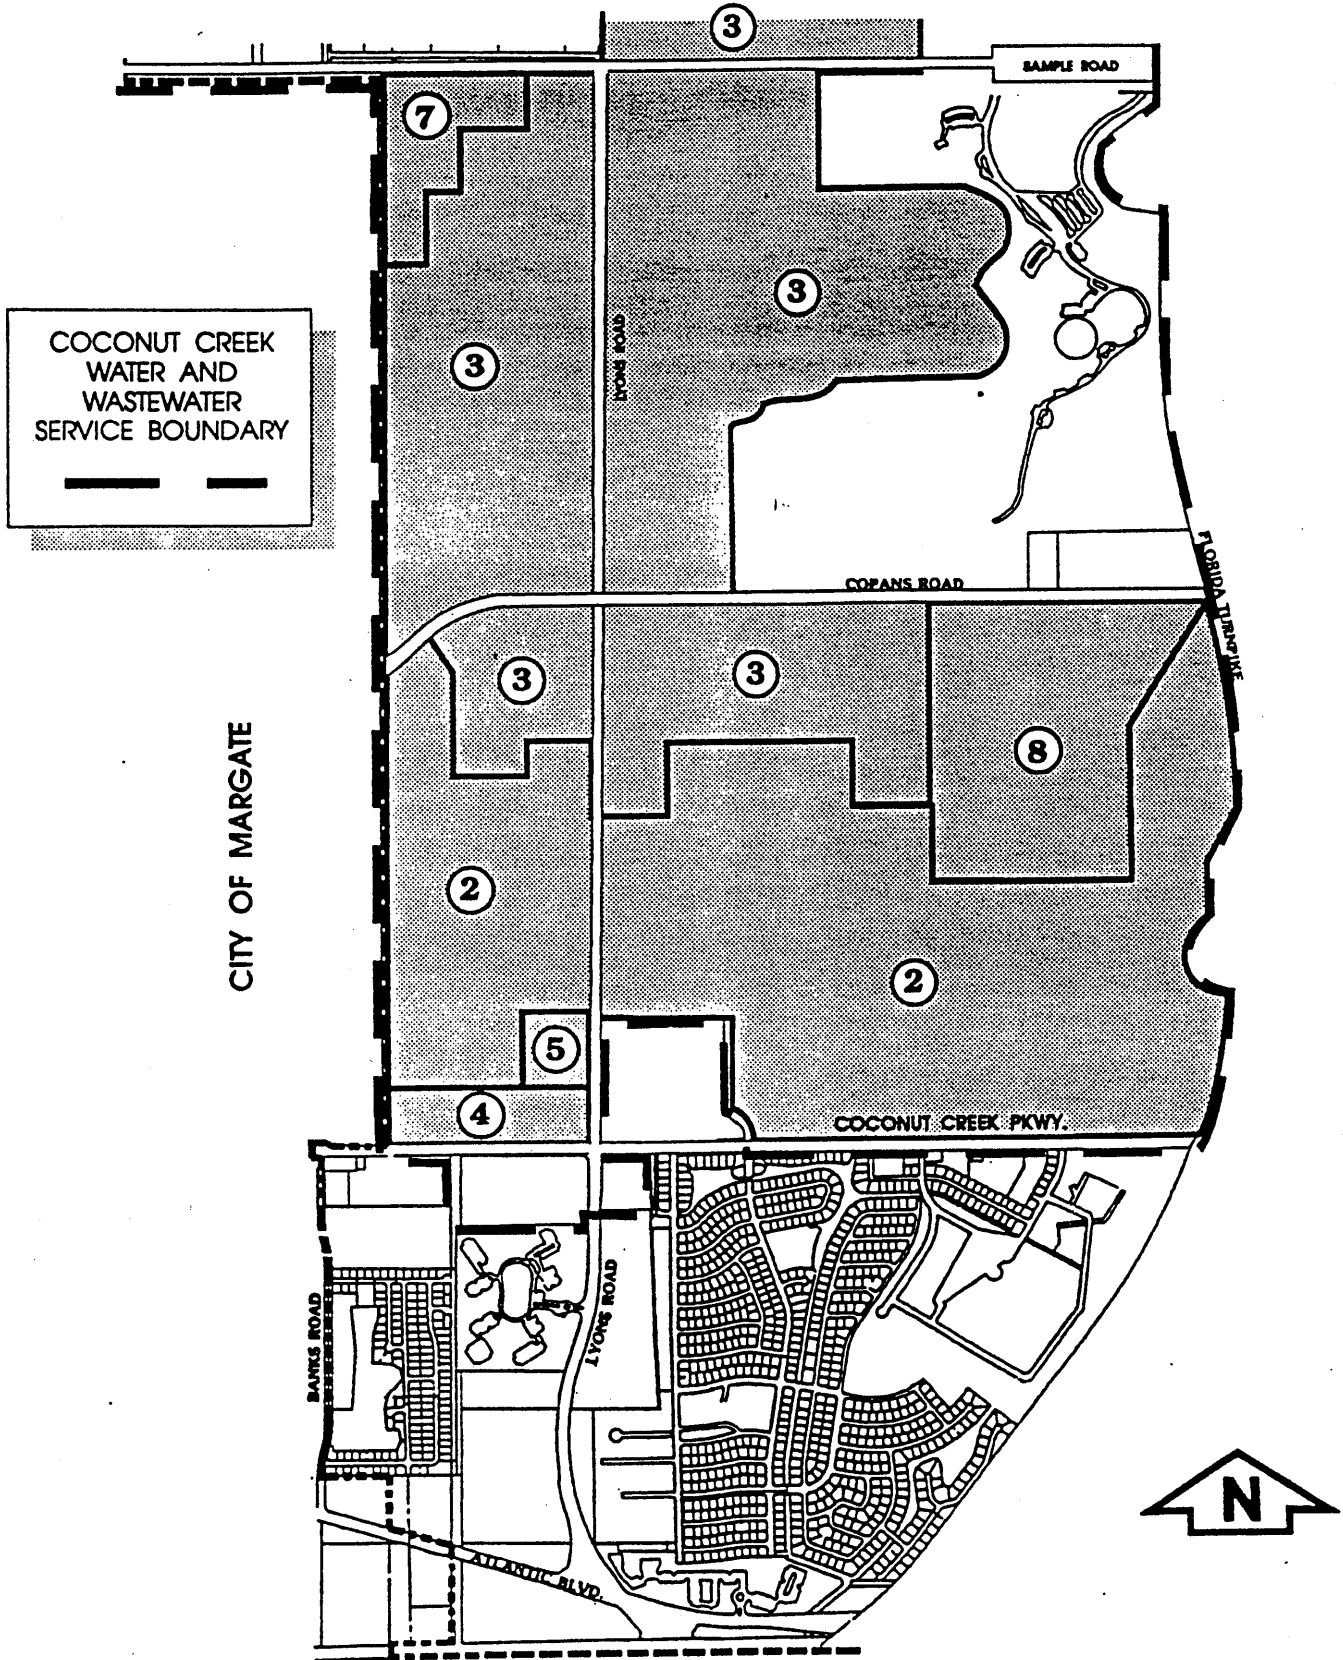 3
SAMPLE ROAD
7
3
LYONS ROAD
COCONUT CREEK
WATER AND
WASTEWATER
SERVICE BOUNDARY
3
COPANS ROAD
FLORIDA TURNPIKE
3
3
8
CITY OF MARGATE
2
2
5
4
COCONUT CREEK PKWY.
BANKS ROAD
LYONS ROAD
ATLANTIC BLVD.
N